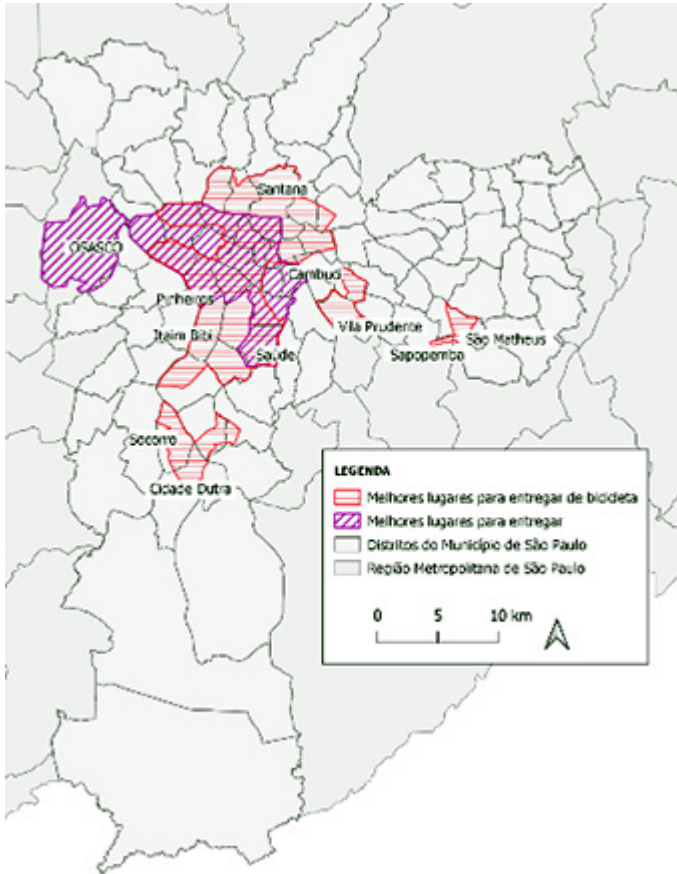 Santana
OSASCO
Cambuci
Pinheiros
Itaim Bibi
Vila Prudente
São Matheus
Saúde
Sapopemba
Socorro
Cidade Dutra
LEGENDA
Melhores lugares para entregar de bicicleta
Melhores lugares para entregar
Distritos do Município de São Paulo
Região Metropolitana de São Paulo
0 5 10 km